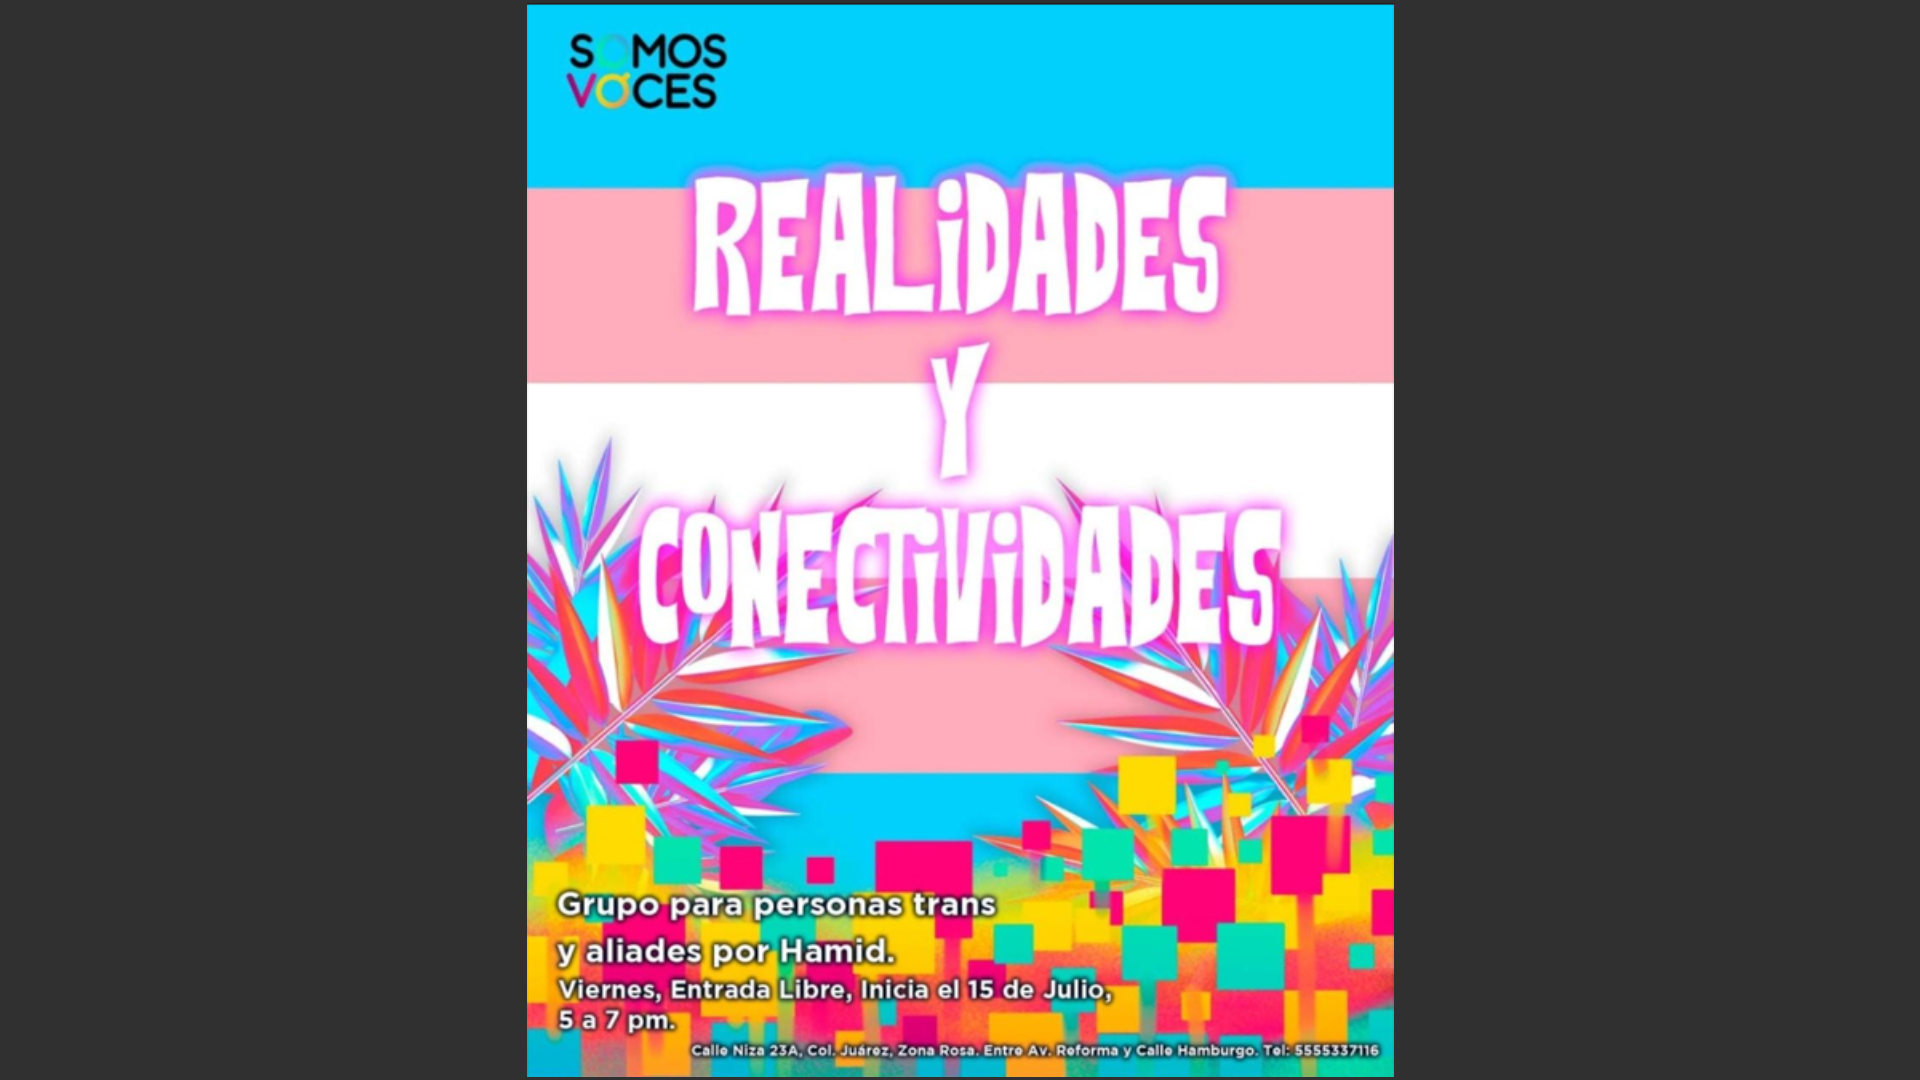 SOMOS
VOCES
REALiDADES
Y
CONECTiViDADES
Grupo para personas trans
y aliades por Hamid.
Viernes, Entrada Libre, Inicia el 15 de Julio,
5 a 7 pm.
Calle Niza 23A, Col. Juárez, Zona Rosa. Entre Av. Reforma y Calle Hamburgo. Tel: 5555337116